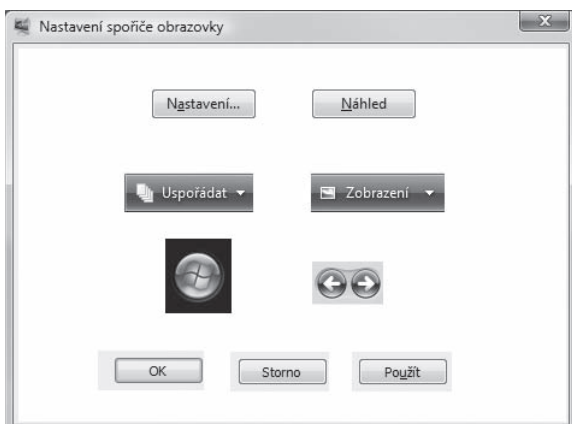 Nastavení spořiče obrazovky
Nastavení... Náhled
Uspořádat Zobrazení
OK Storno Použít